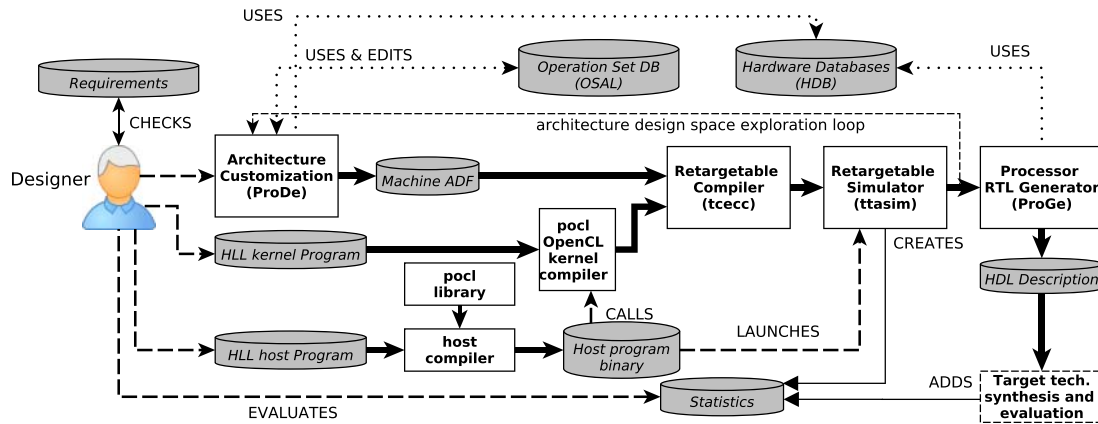 USES
USES & EDITS
USES
Operation Set DB
(OSAL)
Hardware Databases
(HDB)
Requirements
CHECKS
architecture design space exploration loop
Designer
Architecture
Customization
(ProDe)
Machine ADF
Retargetable
Compiler
(tcecc)
Retargetable
Simulator
(ttasim)
Processor
RTL Generator
(ProGe)
HLL kernel Program
pocl
OpenCL
kernel
compiler
CREATES
HDL Description
pocl
library
CALLS
LAUNCHES
HLL host Program
host
compiler
Host program
binary
Statistics
EVALUATES
ADDS
Target tech.
synthesis and
evaluation